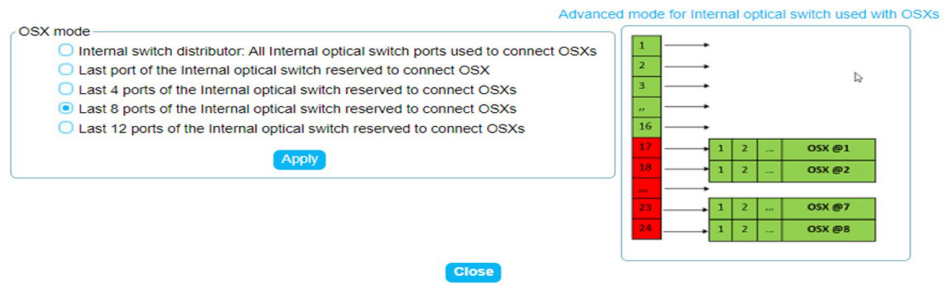 Advanced mode for Internal optical switch used with OSXs
OSX mode
Internal switch distributor: All Internal optical switch ports used to connect OSXs
Last port of the Internal optical switch reserved to connect OSX
Last 4 ports of the Internal optical switch reserved to connect OSXs
Last 8 ports of the Internal optical switch reserved to connect OSXs
Last 12 ports of the Internal optical switch reserved to connect OSXs
Apply
1
2
3
,,
16
17 1 2 ... OSX @1
18 1 2 ... OSX @2
...
23 1 2 ... OSX @7
24 1 2 ... OSX @8
Close